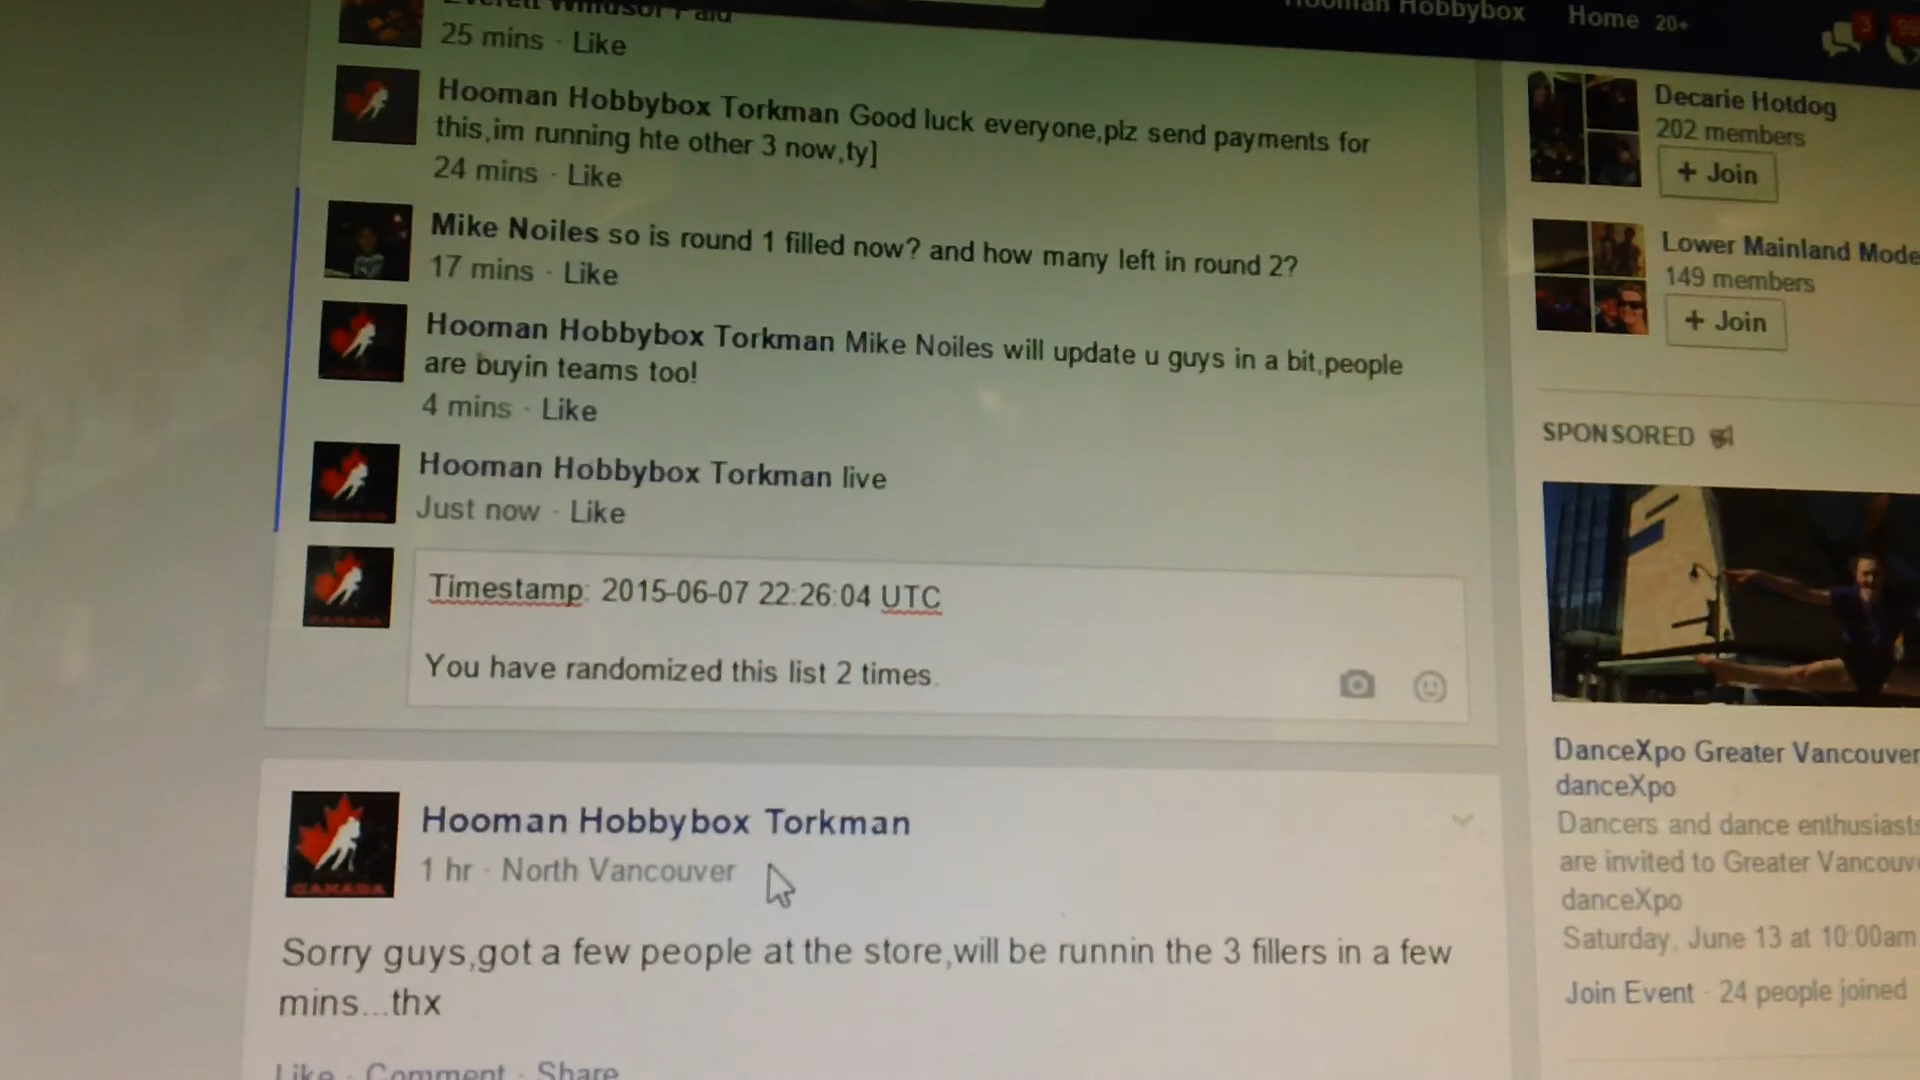 Everett Windsor Paid
Hooman Hobbybox Home 20+
3
25 mins · Like
Hooman Hobbybox Torkman Good luck everyone,plz send payments for
this,im running hte other 3 now,ty]
24 mins · Like
Mike Noiles so is round 1 filled now? and how many left in round 2?
17 mins · Like
Hooman Hobbybox Torkman Mike Noiles will update u guys in a bit,people
are buyin teams too!
4 mins · Like
Hooman Hobbybox Torkman live
Just now · Like
Timestamp: 2015-06-07 22:26:04 UTC
You have randomized this list 2 times.
Hooman Hobbybox Torkman
1 hr · North Vancouver
CANADA
Sorry guys,got a few people at the store,will be runnin the 3 fillers in a few
mins...thx
Like · Comment · Share
Decarie Hotdog
202 members
+ Join
Lower Mainland Mode
149 members
+ Join
SPONSORED
DanceXpo Greater Vancouver
danceXpo
Dancers and dance enthusiasts
are invited to Greater Vancouv
danceXpo
Saturday, June 13 at 10:00am
Join Event · 24 people joined